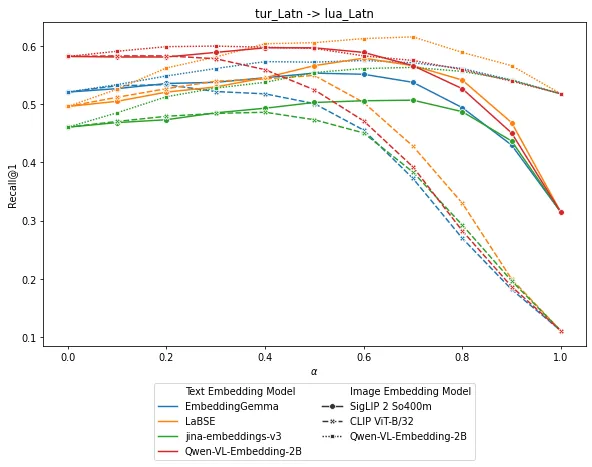 tur_Latn -> lua_Latn
Recall@1
0.6
0.5
0.4
0.3
0.2
0.1
0.0 0.2 0.4 0.6 0.8 1.0
α
Text Embedding Model
EmbeddingGemma
LaBSE
jina-embeddings-v3
Qwen-VL-Embedding-2B
Image Embedding Model
SigLIP 2 So400m
CLIP ViT-B/32
Qwen-VL-Embedding-2B